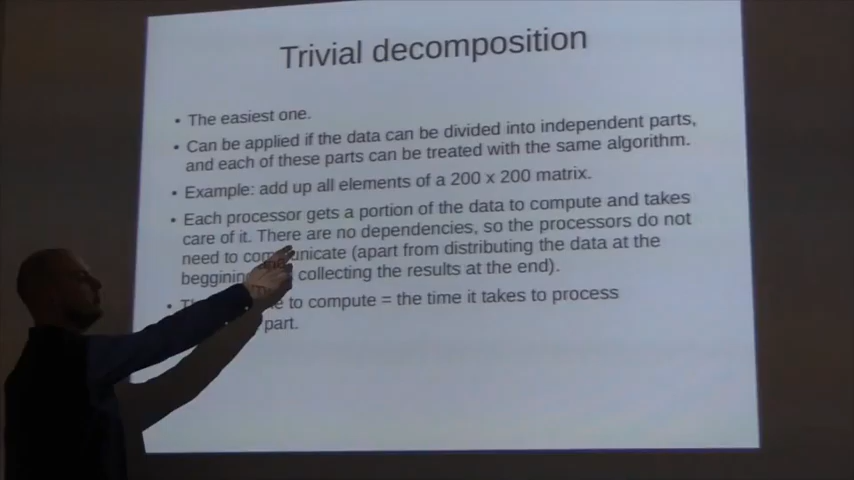 Trivial decomposition
• The easiest one.
• Can be applied if the data can be divided into independent parts,
and each of these parts can be treated with the same algorithm.
• Example: add up all elements of a 200 x 200 matrix.
• Each processor gets a portion of the data to compute and takes
care of it. There are no dependencies, so the processors do not
need to communicate (apart from distributing the data at the
beggining collecting the results at the end).
• to compute = the time it takes to process
part.